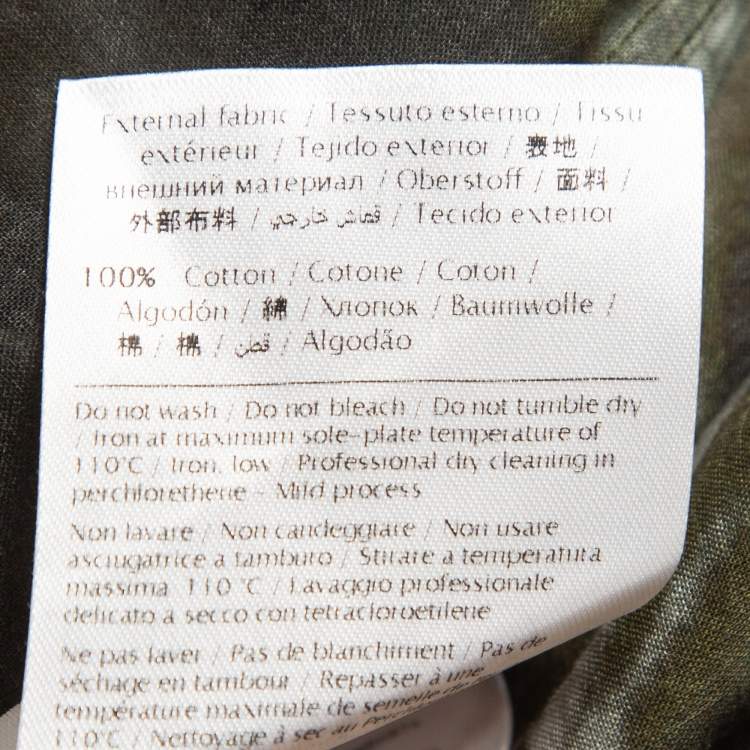 External fabric / Tessuto esterno / Tissu
extérieur / Tejido exterior / 表地 /
внешний материал / Oberstoff / 面料 /
外部布料 / قماش خارجي / Tecido exterior
100% Cotton / Cotone / Coton /
Algodón / 綿 / Хлопок / Baumwolle /
棉 / 棉 / قطن / Algodão
Do not wash / Do not bleach / Do not tumble dry
/ Iron at maximum sole-plate temperature of
110°C / Iron, low / Professional dry cleaning in
perchlorethene - Mild process
Non lavare / Non candeggiare / Non usare
asciugatrice a tamburo / Stirare a temperatura
massima 110 °C / Lavaggio professionale
delicato a secco con tetracloroetilene
Ne pas laver / Pas de blanchiment / Pas de
séchage en tambour / Repasser à une
température maximale de semelle de
110°C / Nettoyage à sec au